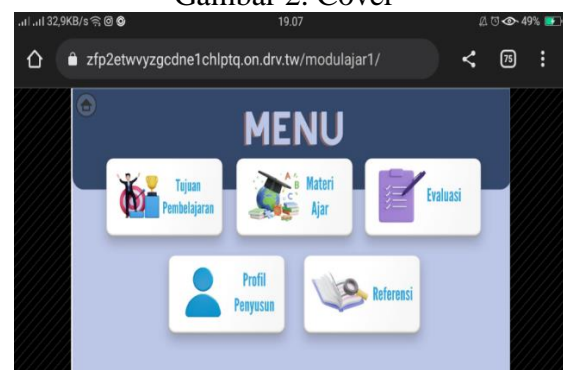 Gambar 2. Cover
32,9KB/s
19.07
49%
zfp2etwvyzgcdne1chlptq.on.drv.tw/modulajar1/
75
MENU
Tujuan
Pembelajaran
Materi
Ajar
Evaluasi
Profil
Penyusun
Referensi